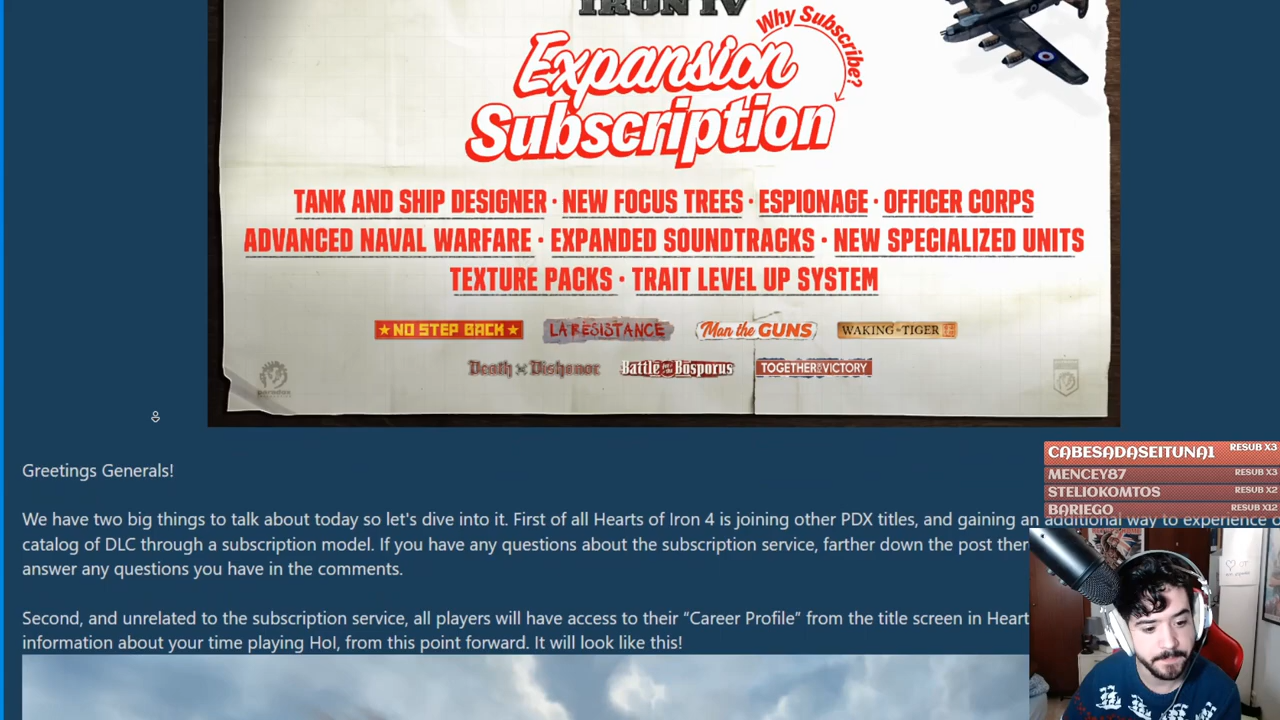 IRON IV
Why Subscribe?
Expansion
Subscription
TANK AND SHIP DESIGNER · NEW FOCUS TREES · ESPIONAGE · OFFICER CORPS
ADVANCED NAVAL WARFARE · EXPANDED SOUNDTRACKS · NEW SPECIALIZED UNITS
TEXTURE PACKS · TRAIT LEVEL UP SYSTEM
NO STEP BACK LA RESISTANCE Man the GUNS WAKING THE TIGER
Death or Dishonor Battle for the Bosporus TOGETHER FOR VICTORY
Greetings Generals!
CABESADASEITUNA1 RESUB X3
MENCEY87 RESUB X3
STELIOKOMTOS RESUB X2
BARIEGO RESUB X12
We have two big things to talk about today so let's dive into it. First of all Hearts of Iron 4 is joining other PDX titles, and gaining an additional way to experience
catalog of DLC through a subscription model. If you have any questions about the subscription service, farther down the post ther
answer any questions you have in the comments.
Second, and unrelated to the subscription service, all players will have access to their “Career Profile” from the title screen in Heart
information about your time playing HoI, from this point forward. It will look like this!